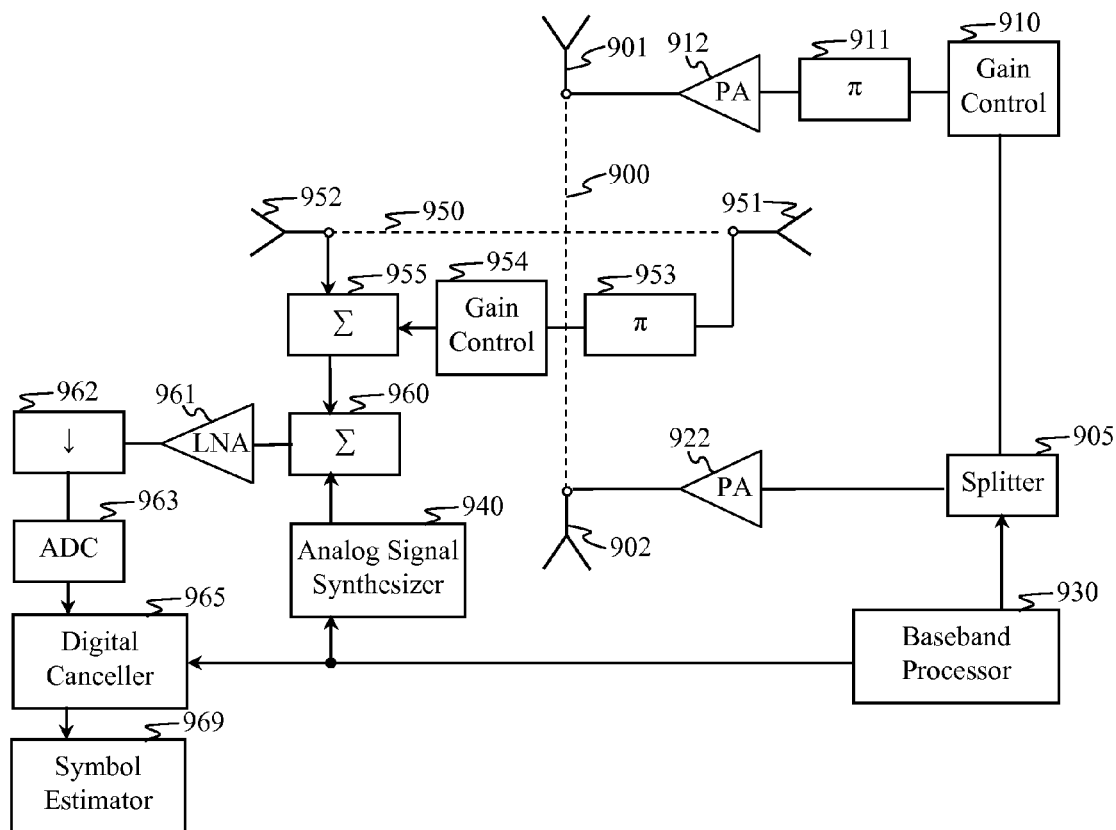 910
901
912
911
PA
π
Gain
Control
900
952
950
951
955
954
953
Σ
Gain
Control
π
962
961
960
↓
LNA
Σ
922
905
PA
Splitter
963
940
ADC
Analog Signal
Synthesizer
902
965
930
Digital
Canceller
Baseband
Processor
969
Symbol
Estimator